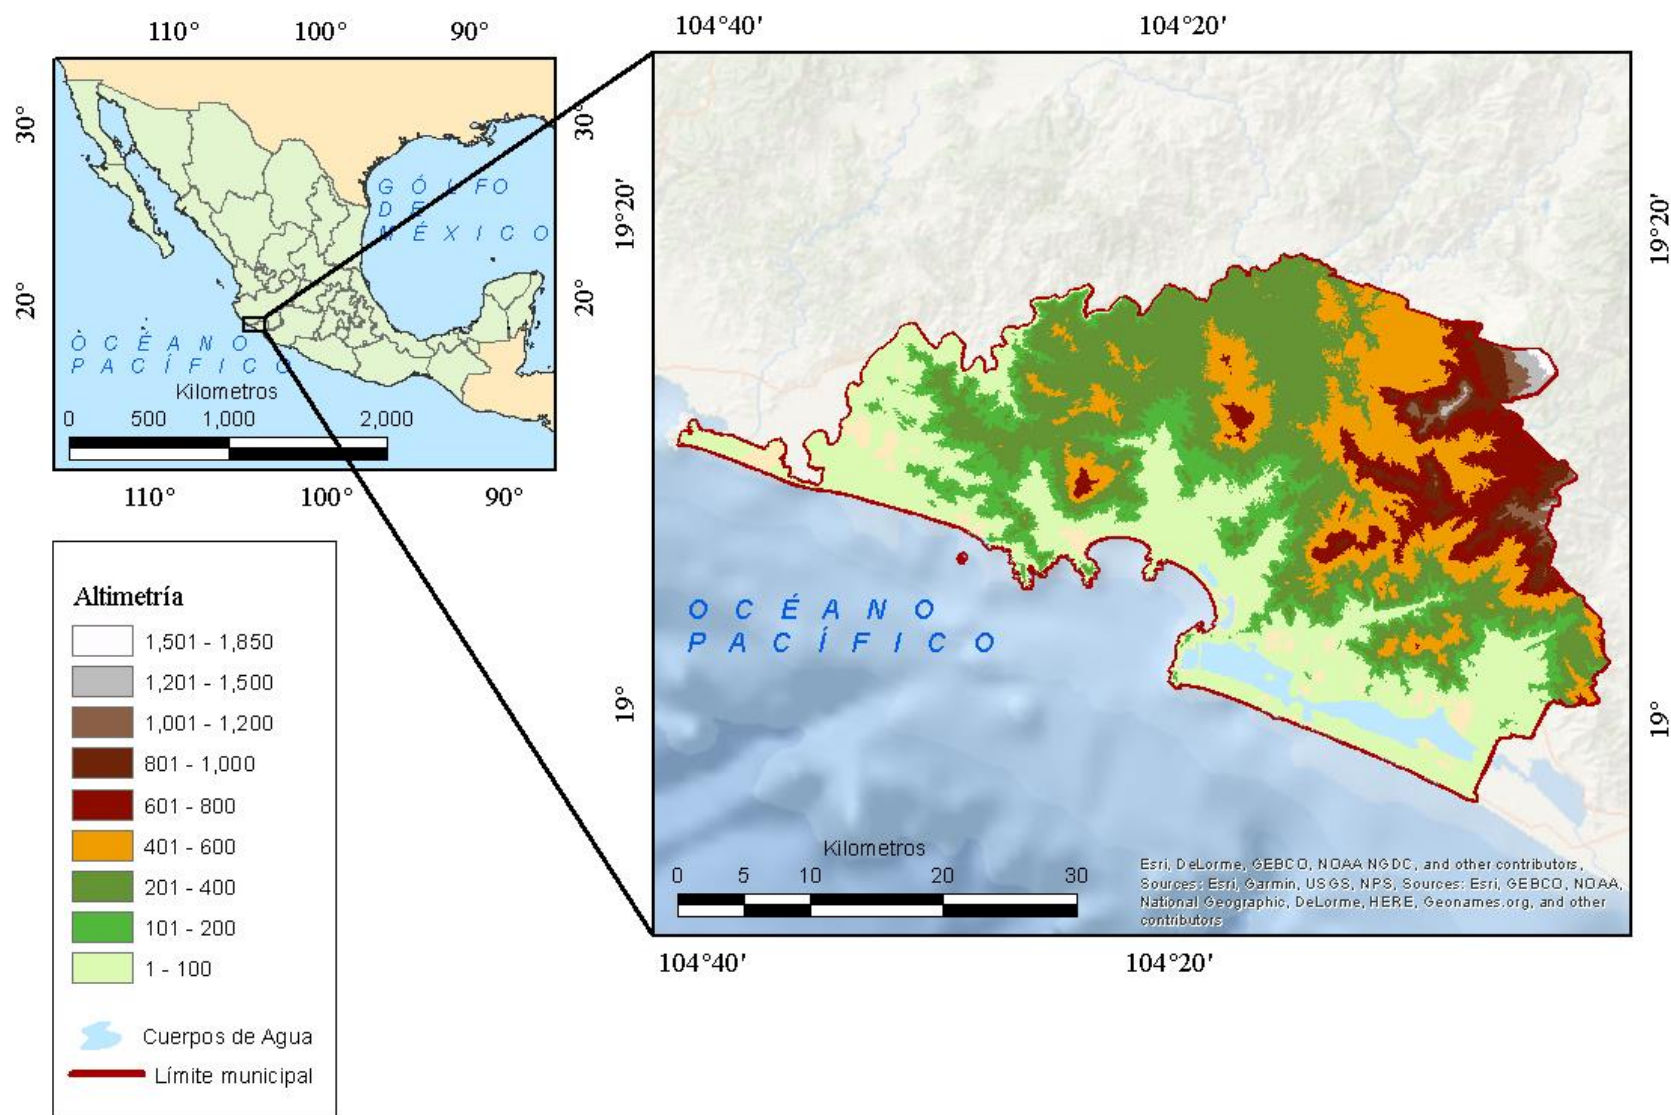 110° 100° 90°
104°40' 104°20'
30° 30°
GÓLFO
DE
MÉXICO
19°20' 19°20'
20° 20°
OCÉANO
PACÍFICO
Kilometros
0 500 1,000 2,000
110° 100° 90°
Altimetría
1,501 - 1,850
1,201 - 1,500
1,001 - 1,200
801 - 1,000
601 - 800
401 - 600
201 - 400
101 - 200
1 - 100
Cuerpos de Agua
Límite municipal
OCÉANO
PACÍFICO
19° 19°
Kilometros
0 5 10 20 30
Esri, DeLorme, GEBCO, NOAA NGDC, and other contributors,
Sources: Esri, Garmin, USGS, NPS, Sources: Esri, GEBCO, NOAA,
National Geographic, DeLorme, HERE, Geonames.org, and other
contributors
104°40' 104°20'